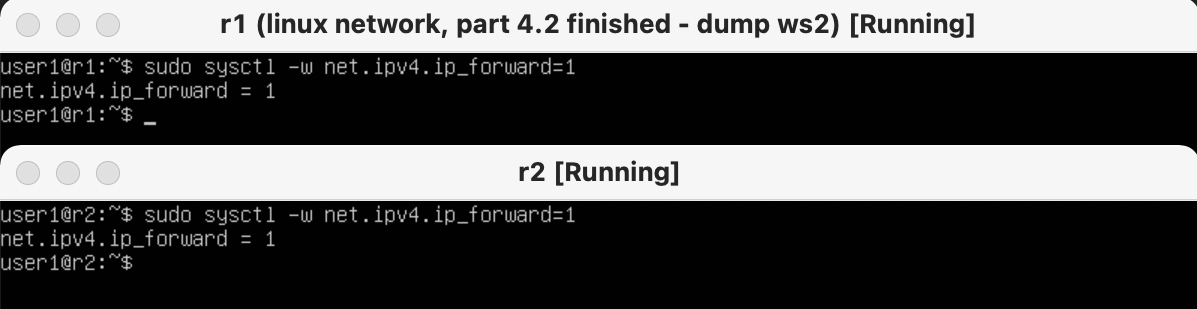 r1 (linux network, part 4.2 finished - dump ws2) [Running]
user1@r1:~$ sudo sysctl -w net.ipv4.ip_forward=1
net.ipv4.ip_forward = 1
user1@r1:~$ _
r2 [Running]
user1@r2:~$ sudo sysctl -w net.ipv4.ip_forward=1
net.ipv4.ip_forward = 1
user1@r2:~$